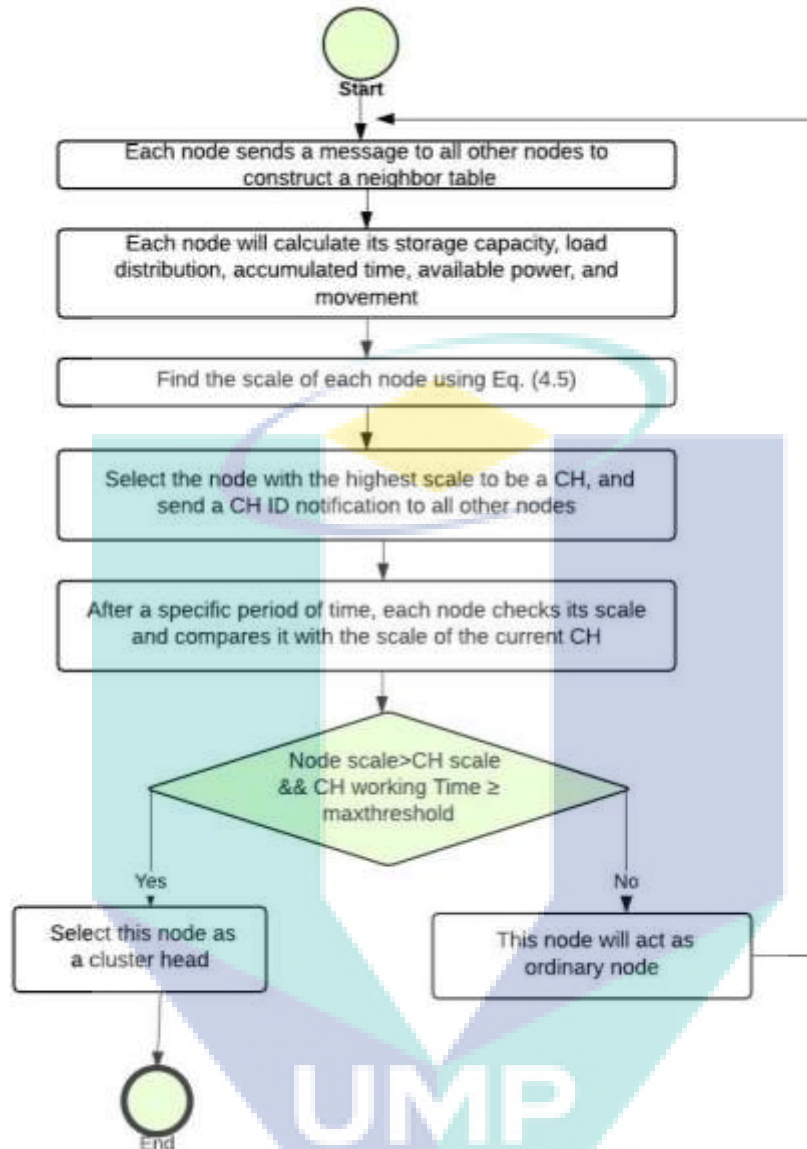 Start
Each node sends a message to all other nodes to
construct a neighbor table
Each node will calculate its storage capacity, load
distribution, accumulated time, available power, and
movement
Find the scale of each node using Eq. (4.5)
Select the node with the highest scale to be a CH, and
send a CH ID notification to all other nodes
After a specific period of time, each node checks its scale
and compares it with the scale of the current CH
Node scale>CH scale
&& CH working Time ≥
maxthreshold
Yes
No
Select this node as
a cluster head
This node will act as
ordinary node
End
UMP